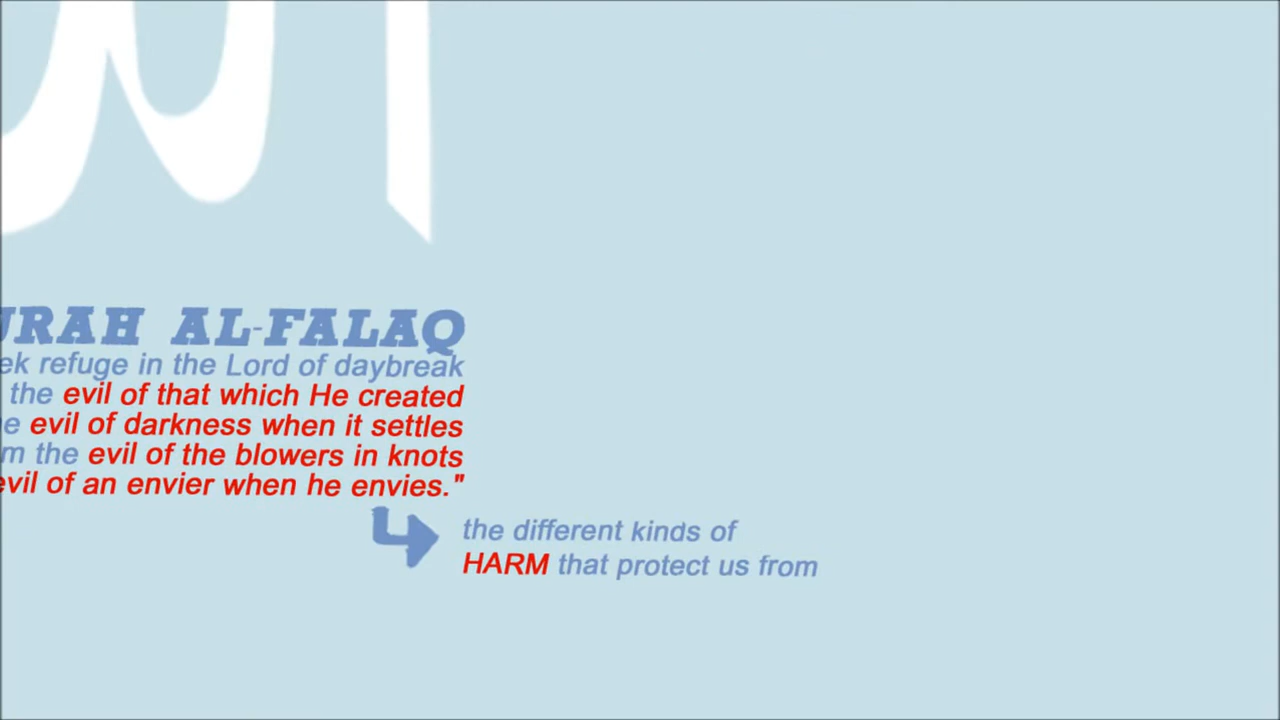 URAH AL-FALAQ
ek refuge in the Lord of daybreak
the evil of that which He created
e evil of darkness when it settles
m the evil of the blowers in knots
evil of an envier when he envies."
the different kinds of
HARM that protect us from